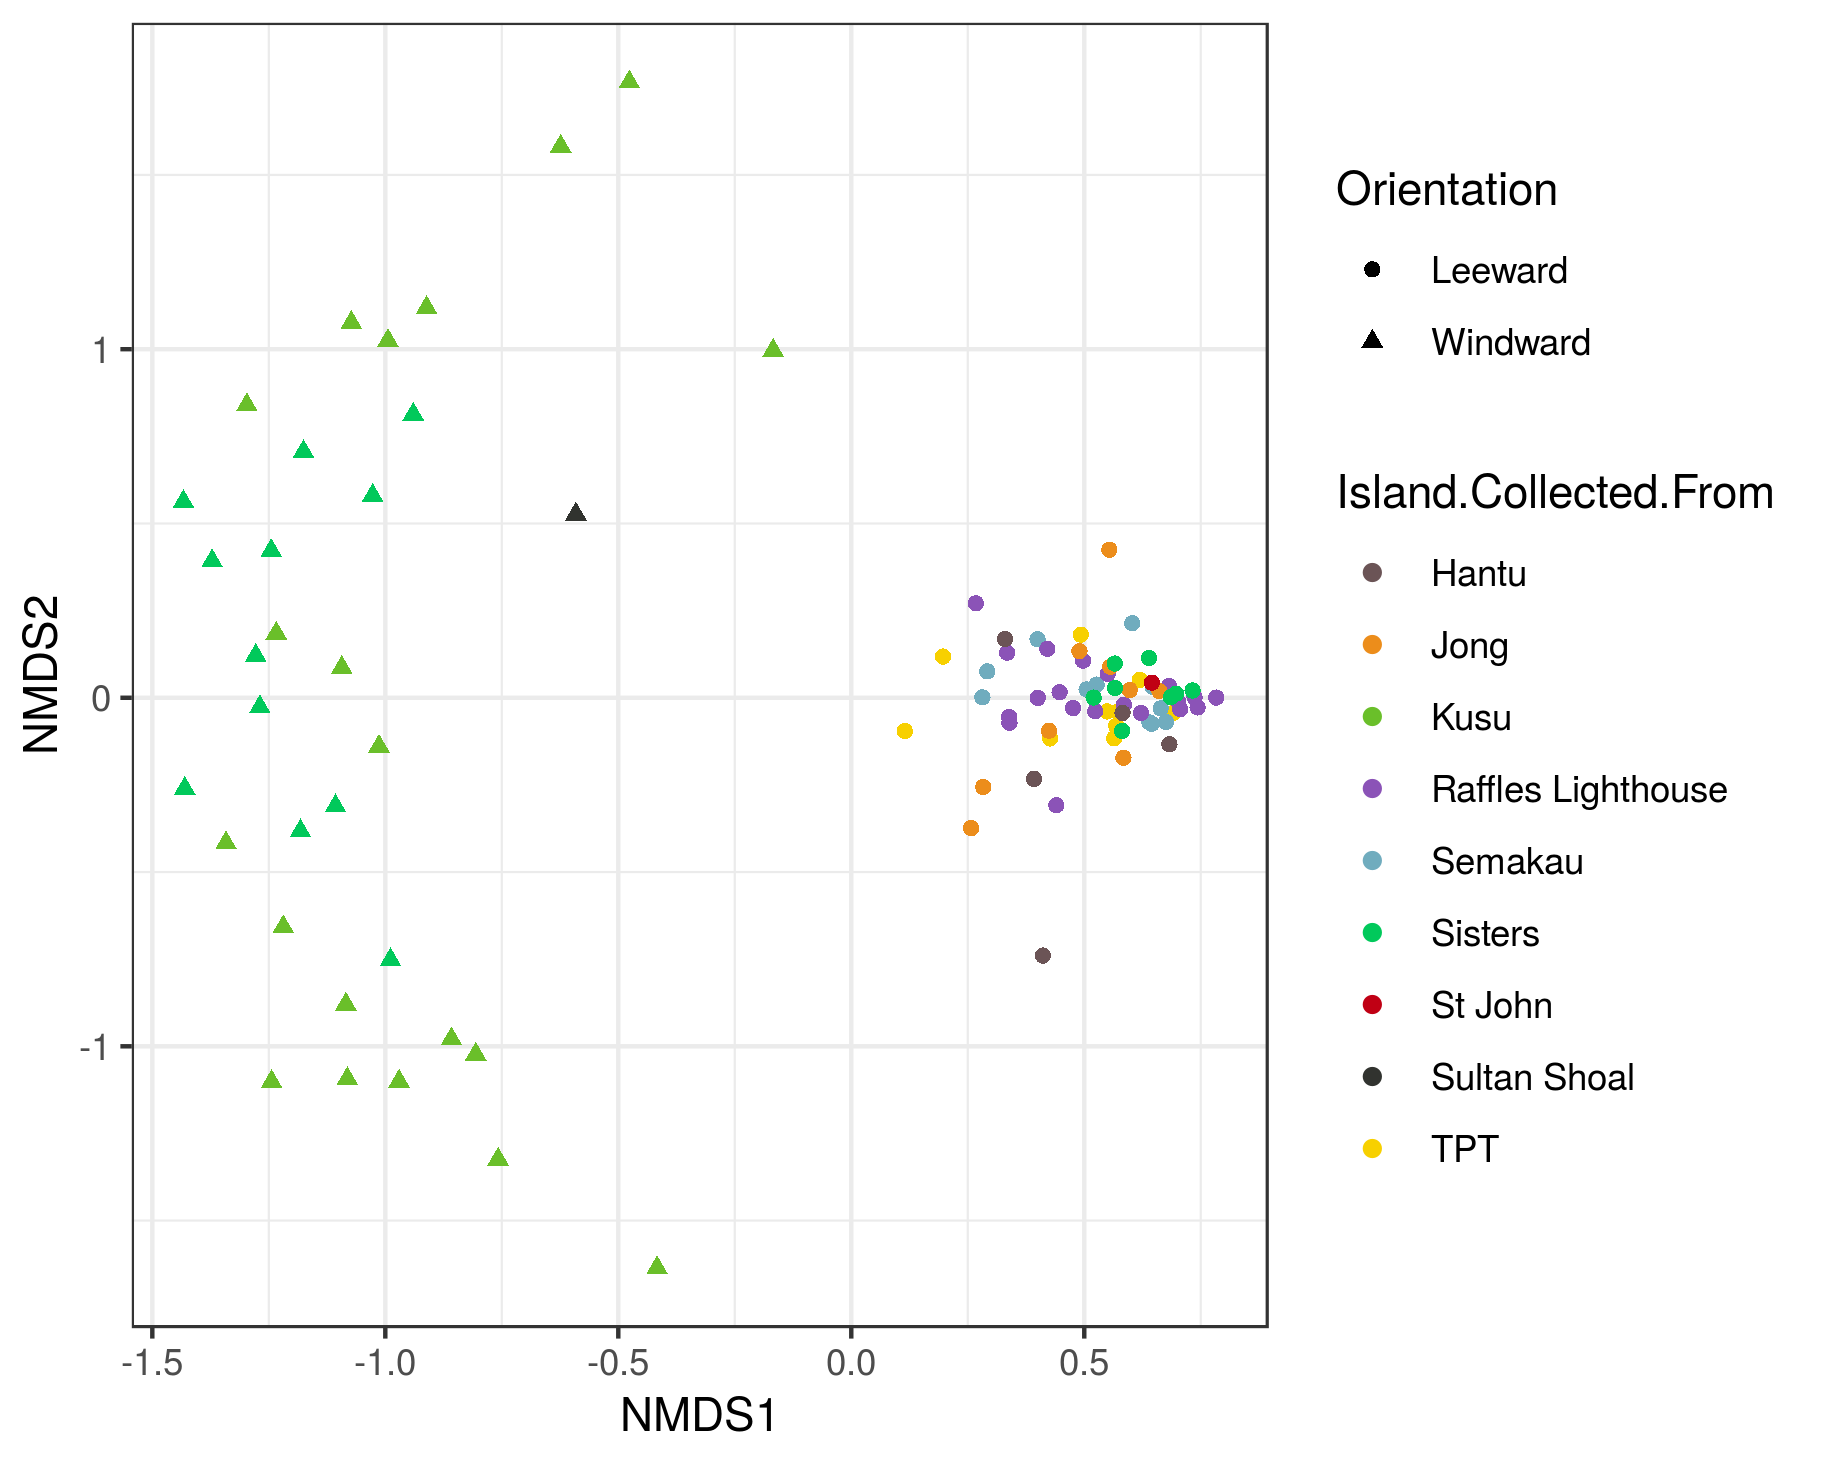 Orientation
Leeward
Windward
Island.Collected.From
Hantu
Jong
Kusu
Raffles Lighthouse
Semakau
Sisters
St John
Sultan Shoal
TPT
NMDS2
1
0
-1
-1.5
-1.0
-0.5
0.0
0.5
NMDS1